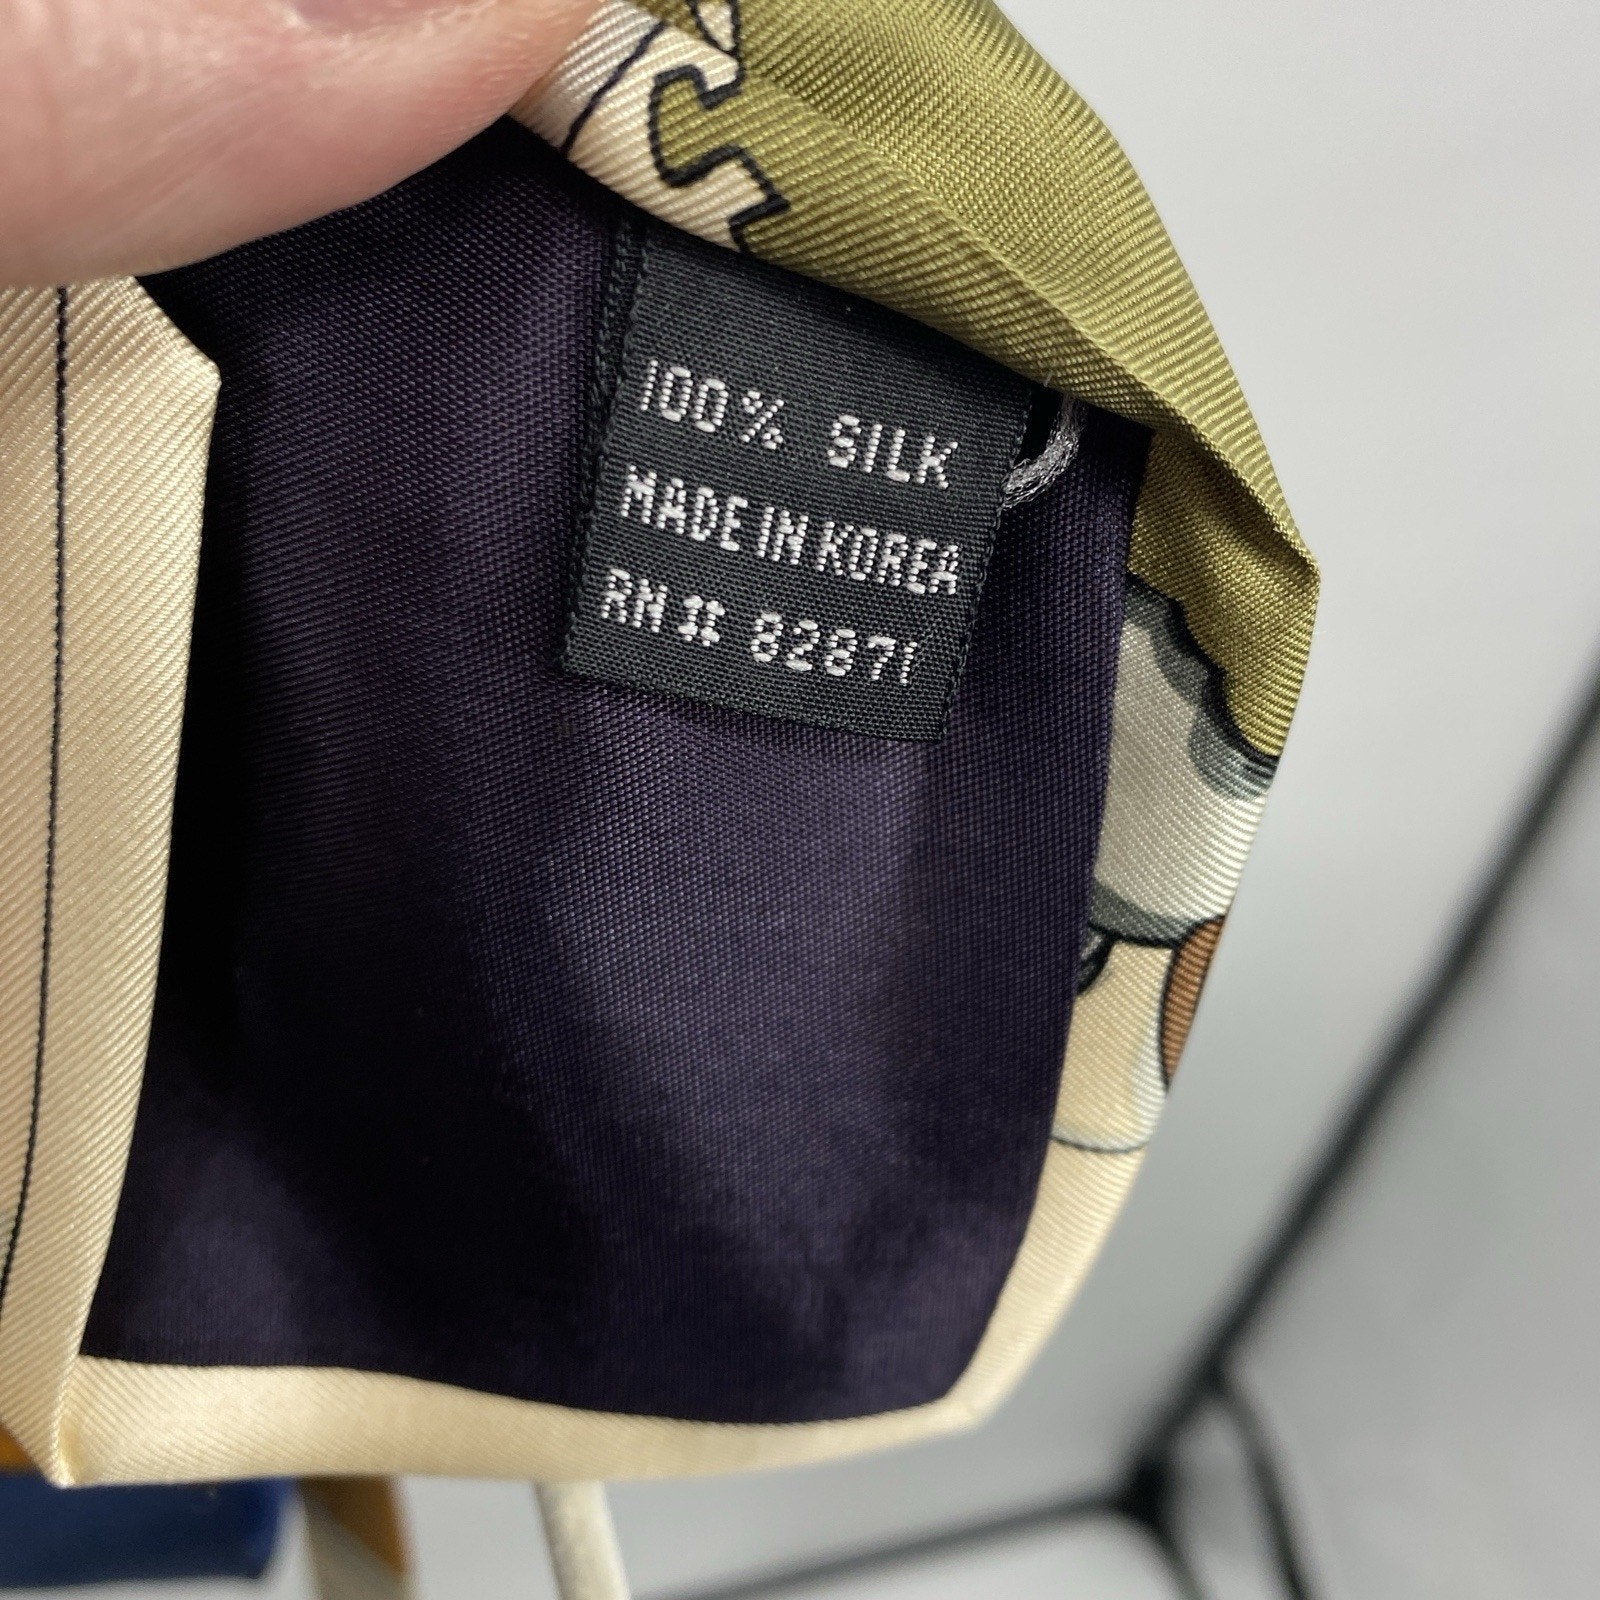 100% SILK
MADE IN KOREA
RN # 82871